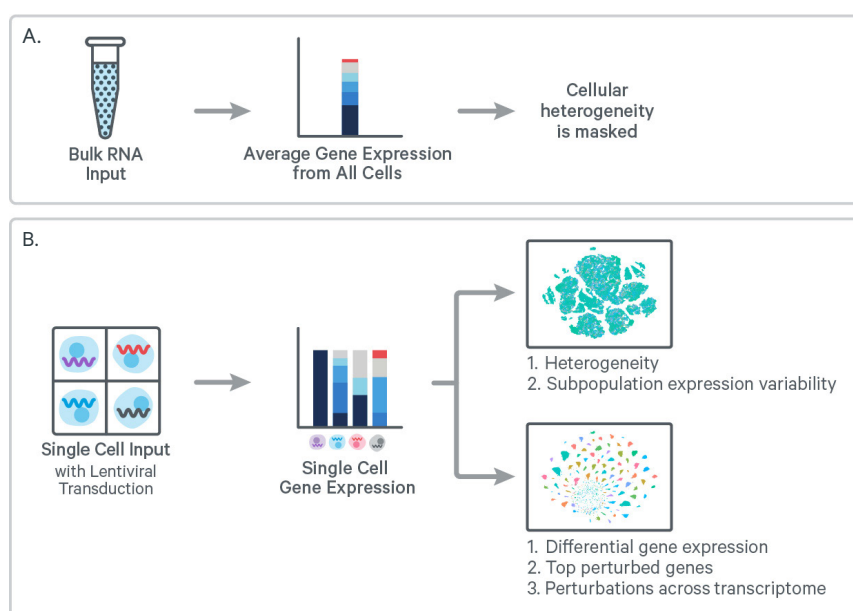 A.
Bulk RNA
Input
Average Gene Expression
from All Cells
Cellular
heterogeneity
is masked
B.
Single Cell Input
with Lentiviral
Transduction
Single Cell
Gene Expression
1. Heterogeneity
2. Subpopulation expression variability
1. Differential gene expression
2. Top perturbed genes
3. Perturbations across transcriptome